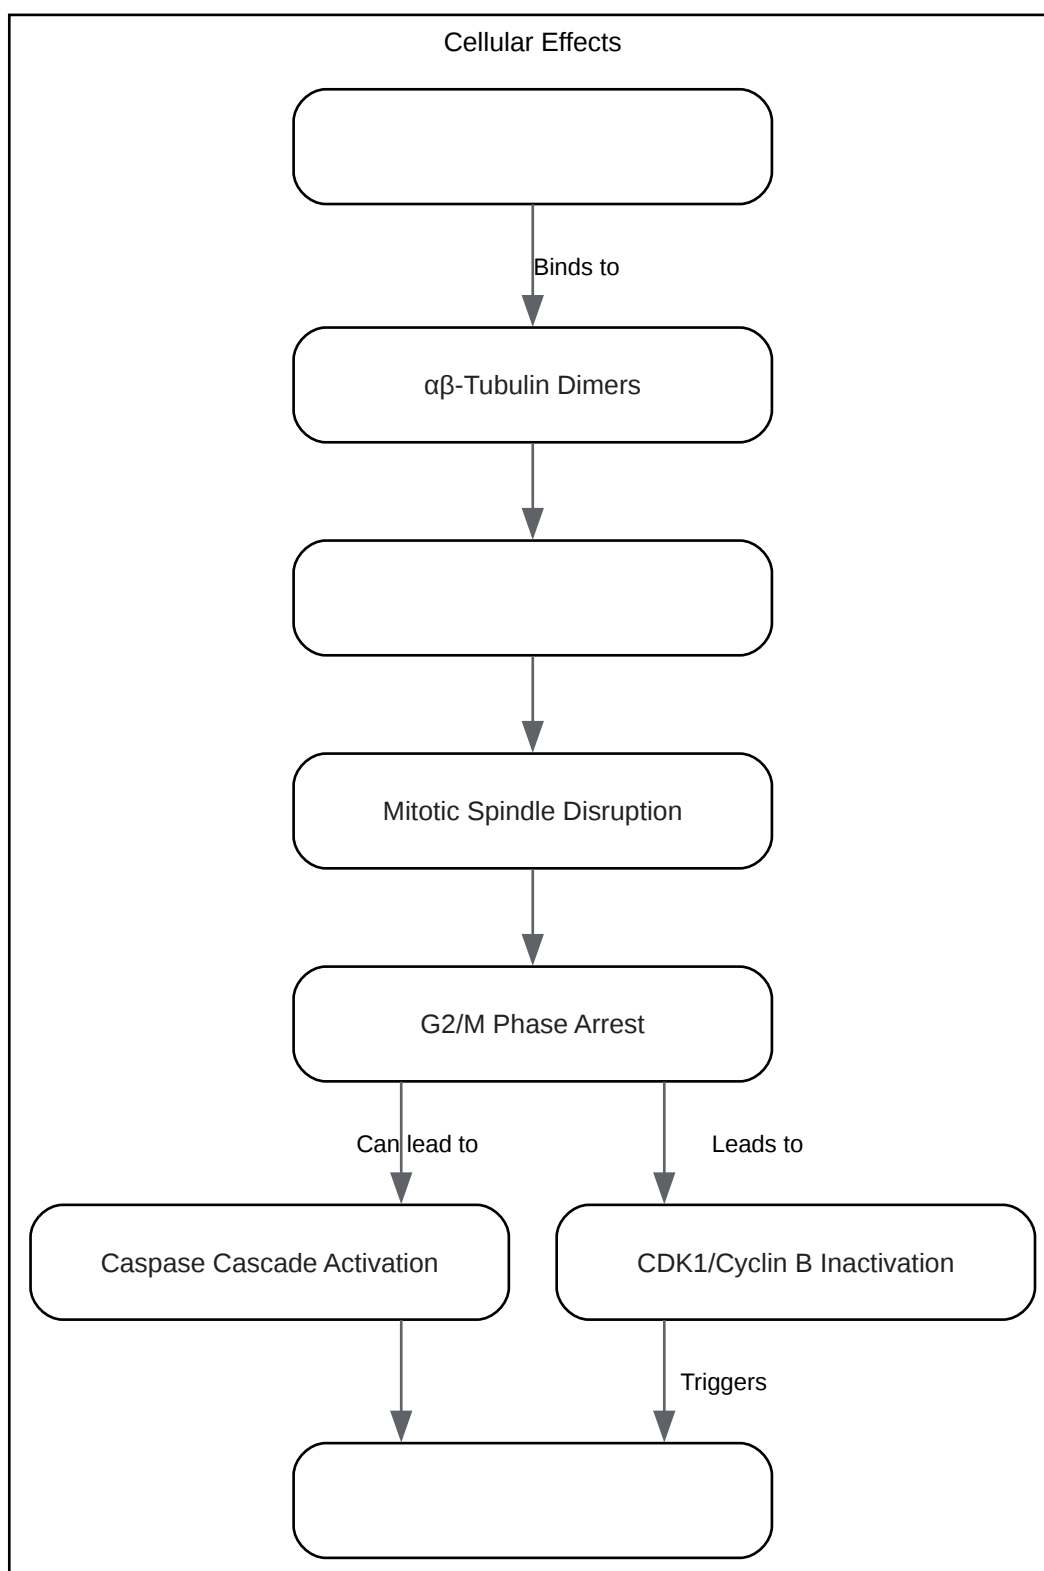 Cellular Effects
Binds to
αβ-Tubulin Dimers
Mitotic Spindle Disruption
G2/M Phase Arrest
Can lead to
Leads to
Caspase Cascade Activation
CDK1/Cyclin B Inactivation
Triggers